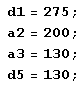 d1 = 275;
a2 = 200;
a3 = 130;
d5 = 130;